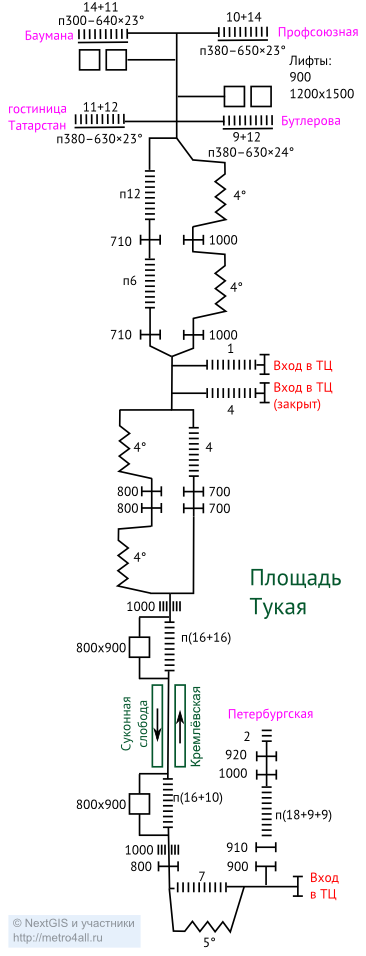 14+11
п300–640×23°
Баумана
10+14
Профсоюзная
п380–650×23°
Лифты:
900
1200x1500
гостиница
Татарстан
11+12
п380–630×23°
Бутлерова
9+12
п380–630×24°
п12
4°
710
1000
п6
4°
710
1000
1
Вход в ТЦ
Вход в ТЦ
(закрыт)
4
4°
4
800
700
800
700
4°
Площадь
Тукая
1000
800x900
п(16+16)
Суконная
слобода
Кремлёвская
Петербургская
2
920
1000
800x900
п(16+10)
п(18+9+9)
1000
910
800
900
7
Вход
в ТЦ
5°
© NextGIS и участники
http://metro4all.ru